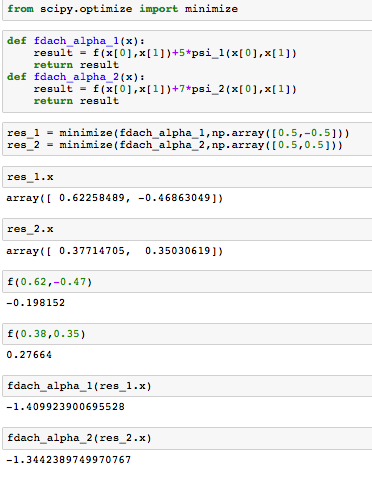 from scipy.optimize import minimize
def fdach_alpha_1(x):
    result = f(x[0],x[1])+5*psi_1(x[0],x[1])
    return result
def fdach_alpha_2(x):
    result = f(x[0],x[1])+7*psi_2(x[0],x[1])
    return result
res_1 = minimize(fdach_alpha_1,np.array([0.5,-0.5]))
res_2 = minimize(fdach_alpha_2,np.array([0.5,0.5]))
res_1.x
array([ 0.62258489, -0.46863049])
res_2.x
array([ 0.37714705,  0.35030619])
f(0.62,-0.47)
-0.198152
f(0.38,0.35)
0.27664
fdach_alpha_1(res_1.x)
-1.409923900695528
fdach_alpha_2(res_2.x)
-1.3442389749970767